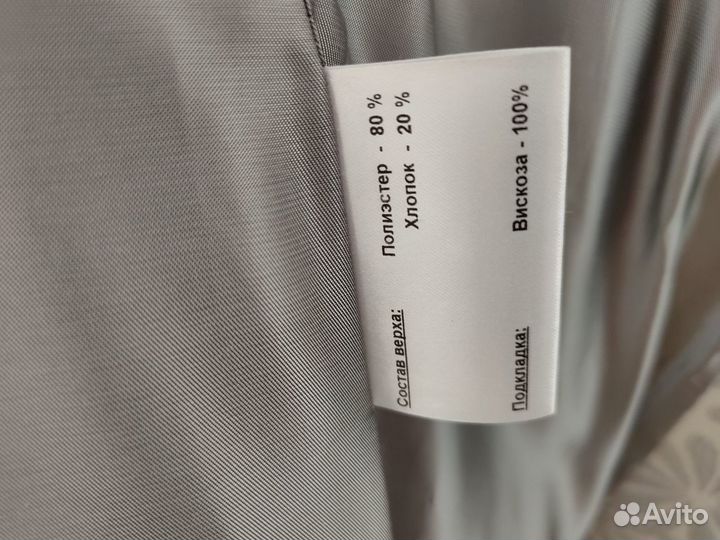 Состав верха: Полиэстер - 80 %
Хлопок - 20 %
Подкладка: Вискоза - 100%
Avito